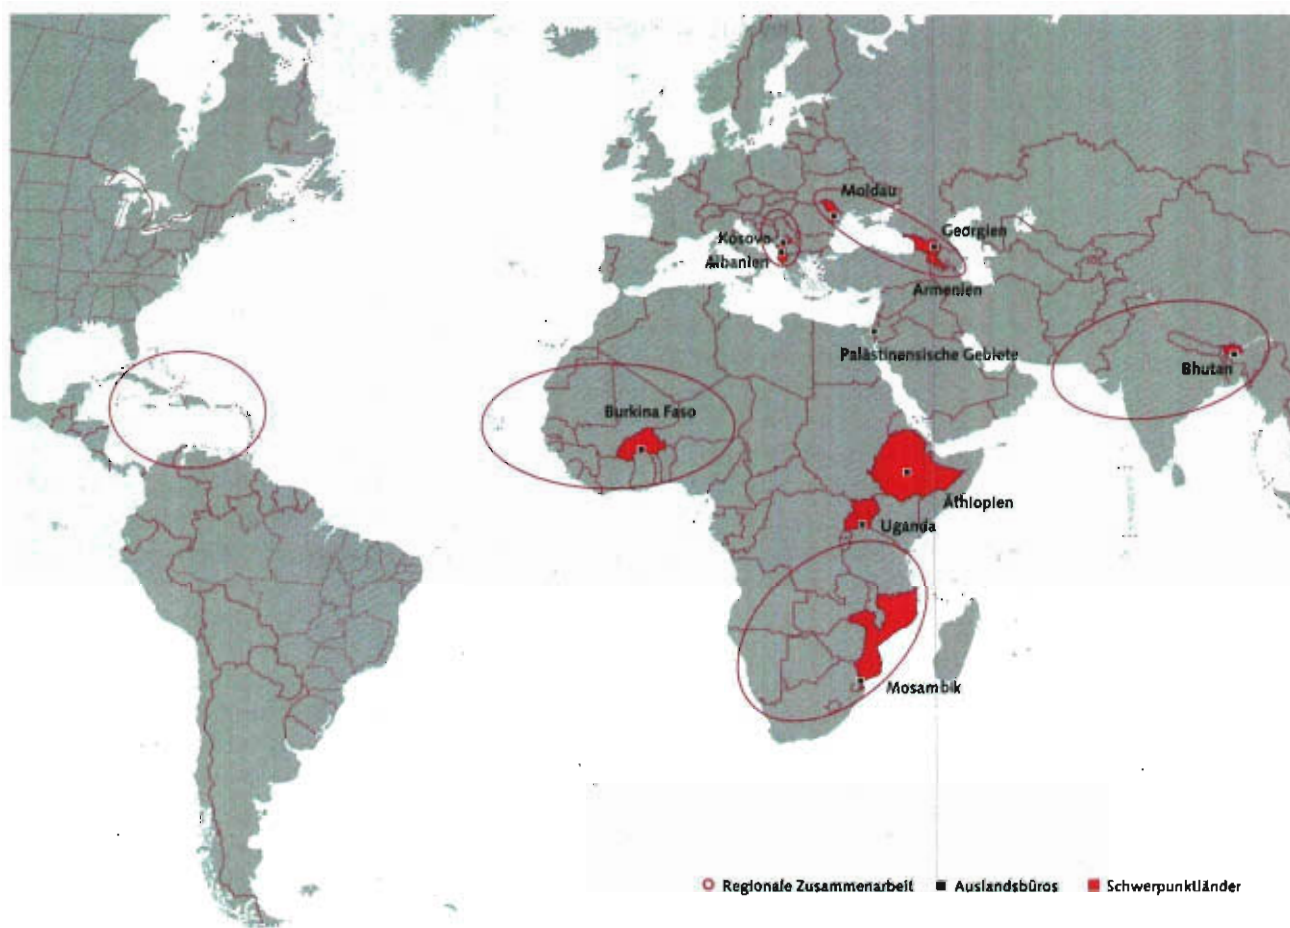 Moldau
Kosovo
Georgien
Albanien
Armenien
Palästinensische Gebiete
Bhutan
Burkina Faso
Äthiopien
Uganda
Mosambik
Regionale Zusammenarbeit
Auslandsbüros
Schwerpunktländer